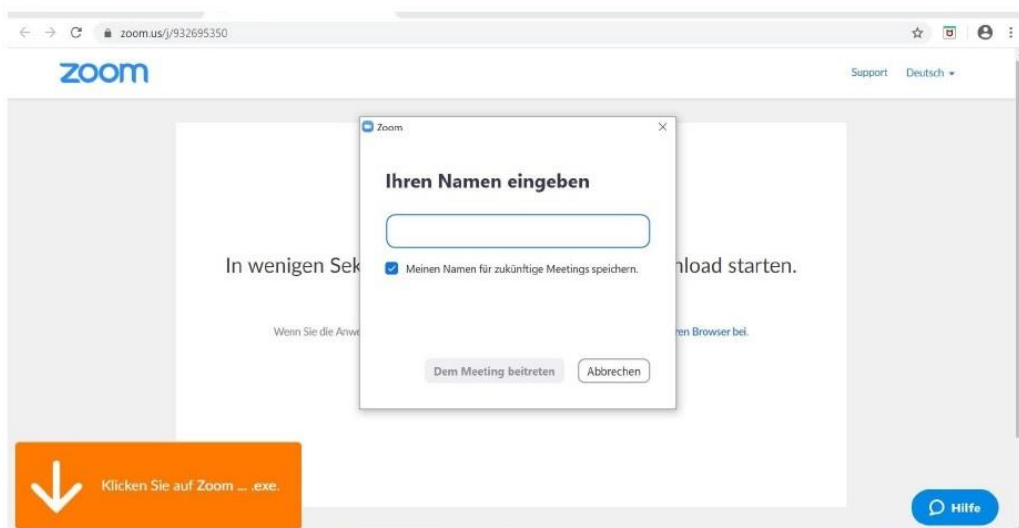 zoom.us/j/932695350
zoom
Support Deutsch
Zoom
Ihren Namen eingeben
In wenigen Sek
nload starten.
Meinen Namen für zukünftige Meetings speichern.
Wenn Sie die Anwe
ren Browser bei.
Dem Meeting beitreten Abbrechen
Klicken Sie auf Zoom ... .exe.
Hilfe